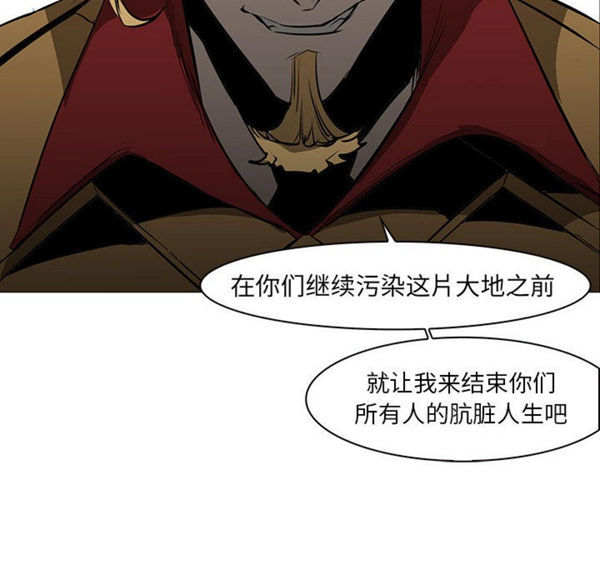 在你们继续污染这片大地之前
就让我来结束你们
所有人的肮脏人生吧